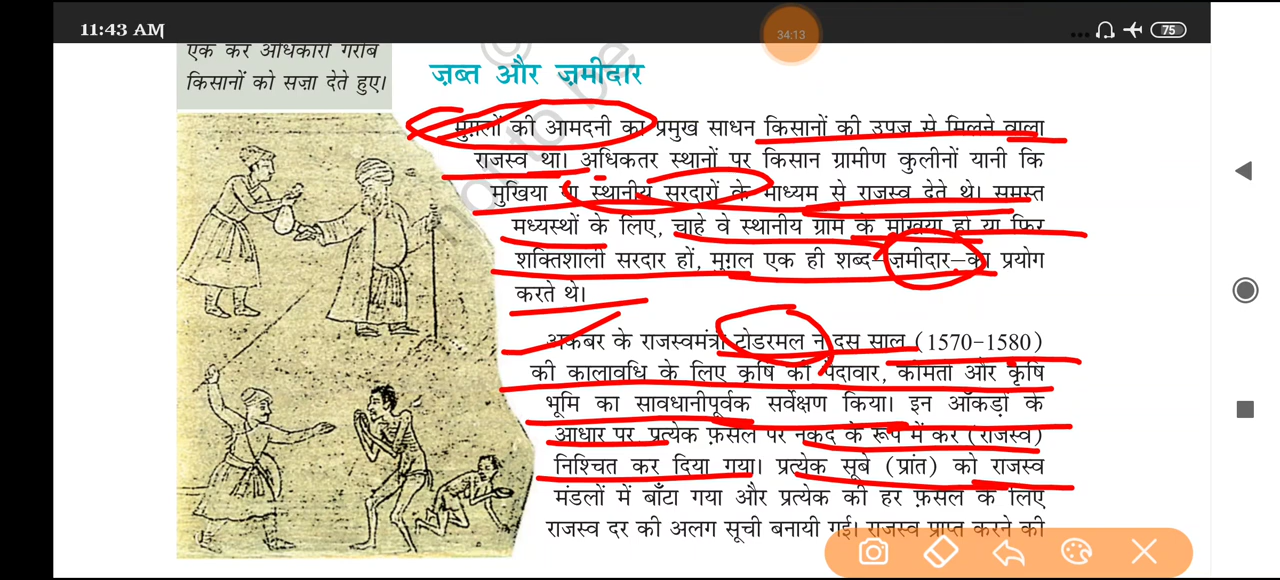 11:43 AM
34:13
75
एक कर अधिकारी गरीब
किसानों को सज़ा देते हुए।
ज़ब्त और ज़मीदार
मुग़लों की आमदनी का प्रमुख साधन किसानों की उपज से मिलने वाला
राजस्व था। अधिकतर स्थानों पर किसान ग्रामीण कुलीनों यानी कि
मुखिया या स्थानीय सरदारों के माध्यम से राजस्व देते थे। समस्त
मध्यस्थों के लिए, चाहे वे स्थानीय ग्राम के मुखिया हो या फिर
शक्तिशाली सरदार हों, मुग़ल एक ही शब्द–ज़मीदार–का प्रयोग
करते थे।
अकबर के राजस्वमंत्री टोडरमल ने दस साल (1570–1580)
की कालावधि के लिए कृषि की पैदावार, कीमतों और कृषि
भूमि का सावधानीपूर्वक सर्वेक्षण किया। इन आँकड़ों के
आधार पर, प्रत्येक फ़सल पर नकद के रूप में कर (राजस्व)
निश्चित कर दिया गया। प्रत्येक सूबे (प्रांत) को राजस्व
मंडलों में बाँटा गया और प्रत्येक की हर फ़सल के लिए
राजस्व दर की अलग सूची बनायी गई। राजस्व प्राप्त करने की
not to be